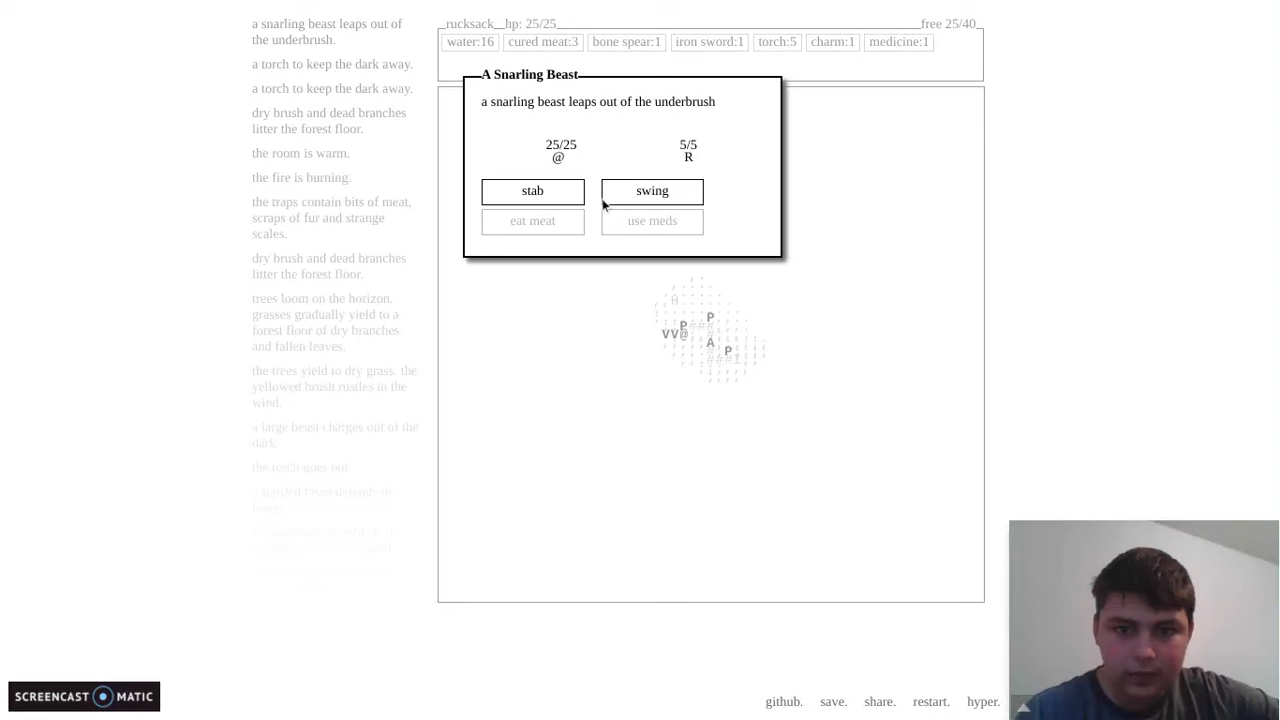 a snarling beast leaps out of
the underbrush.
a torch to keep the dark away.
a torch to keep the dark away.
dry brush and dead branches
litter the forest floor.
the room is warm.
the fire is burning.
the traps contain bits of meat,
scraps of fur and strange
scales.
dry brush and dead branches
litter the forest floor.
trees loom on the horizon.
grasses gradually yield to a
forest floor of dry branches
and fallen leaves.
the trees yield to dry grass. the
yellowed brush rustles in the
wind.
a large beast charges out of the
dark.
the torch goes out.
rucksack hp: 25/25 free 25/40
water:16 cured meat:3 bone spear:1 iron sword:1 torch:5 charm:1 medicine:1
A Snarling Beast
a snarling beast leaps out of the underbrush
25/25 5/5
@ R
stab swing
eat meat use meds
H
P
P
VV@
A
P
SCREENCAST MATIC
github. save. share. restart. hyper.